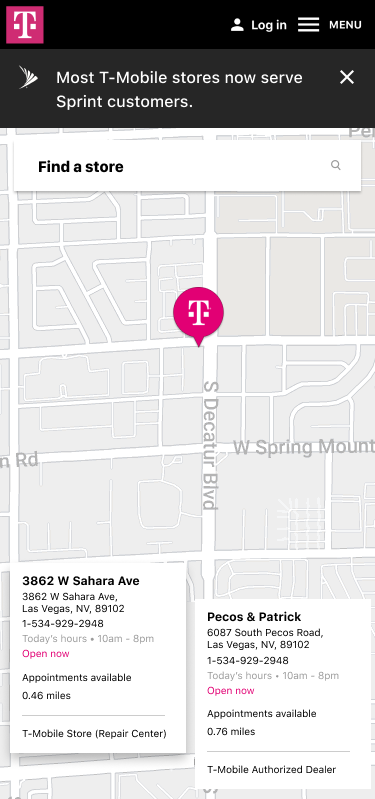 T
Log in
MENU
Most T-Mobile stores now serve
Sprint customers.
Pe
Find a store
T
S Decatur Blvd
W Spring Mount
n Rd
3862 W Sahara Ave
3862 W Sahara Ave,
Las Vegas, NV, 89102
1-534-929-2948
Today's hours • 10am - 8pm
Open now
Appointments available
0.46 miles
T-Mobile Store (Repair Center)
Pecos & Patrick
6087 South Pecos Road,
Las Vegas, NV, 89102
1-534-929-2948
Today's hours • 10am - 8pm
Open now
Appointments available
0.76 miles
T-Mobile Authorized Dealer